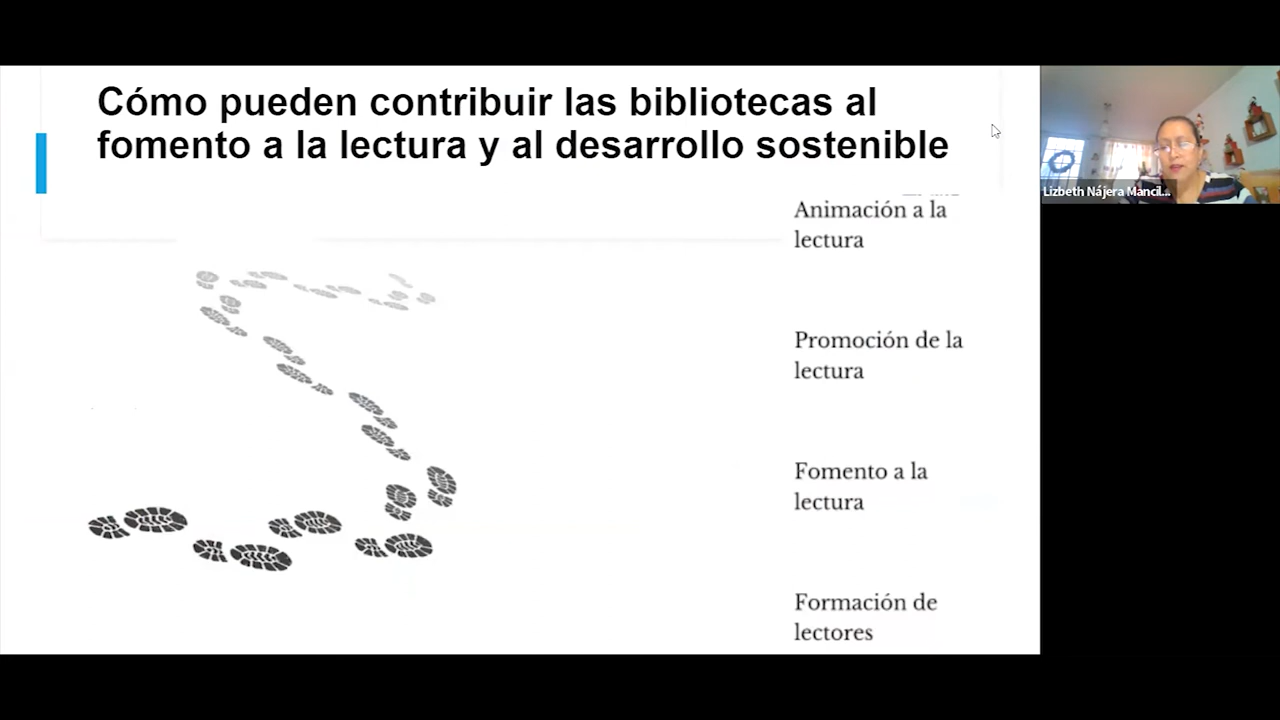 Cómo pueden contribuir las bibliotecas al
fomento a la lectura y al desarrollo sostenible
Lizbeth Nájera Mancil...
Animación a la
lectura
Promoción de la
lectura
Fomento a la
lectura
Formación de
lectores